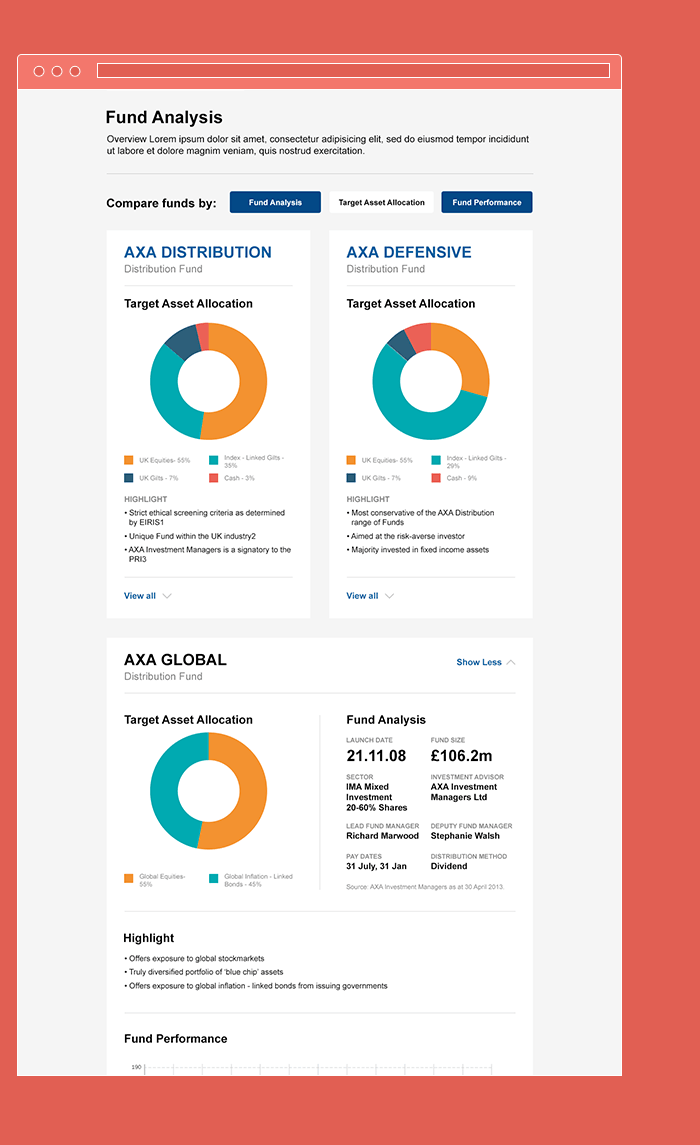 Fund Analysis
Overview Lorem ipsum dolor sit amet, consectetur adipisicing elit, sed do eiusmod tempor incididunt
ut labore et dolore magnim veniam, quis nostrud exercitation.
Compare funds by:
Fund Analysis
Target Asset Allocation
Fund Performance
AXA DISTRIBUTION
Distribution Fund
Target Asset Allocation
UK Equities- 55%
Index - Linked Gilts -
35%
UK Gilts - 7%
Cash - 3%
HIGHLIGHT
• Strict ethical screening criteria as determined
by EIRIS1
• Unique Fund within the UK industry2
• AXA Investment Managers is a signatory to the
PRI3
View all
AXA DEFENSIVE
Distribution Fund
Target Asset Allocation
UK Equities- 55%
Index - Linked Gilts -
29%
UK Gilts - 7%
Cash - 9%
HIGHLIGHT
• Most conservative of the AXA Distribution
range of Funds
• Aimed at the risk-averse investor
• Majority invested in fixed income assets
View all
AXA GLOBAL
Distribution Fund
Show Less
Target Asset Allocation
Global Equities-
55%
Global Inflation - Linked
Bonds - 45%
Fund Analysis
LAUNCH DATE
21.11.08
FUND SIZE
£106.2m
SECTOR
IMA Mixed
Investment
20-60% Shares
INVESTMENT ADVISOR
AXA Investment
Managers Ltd
LEAD FUND MANAGER
Richard Marwood
DEPUTY FUND MANAGER
Stephanie Walsh
PAY DATES
31 July, 31 Jan
DISTRIBUTION METHOD
Dividend
Source: AXA Investment Managers as at 30 April 2013.
Highlight
• Offers exposure to global stockmarkets
• Truly diversified portfolio of 'blue chip' assets
• Offers exposure to global inflation - linked bonds from issuing governments
Fund Performance
190